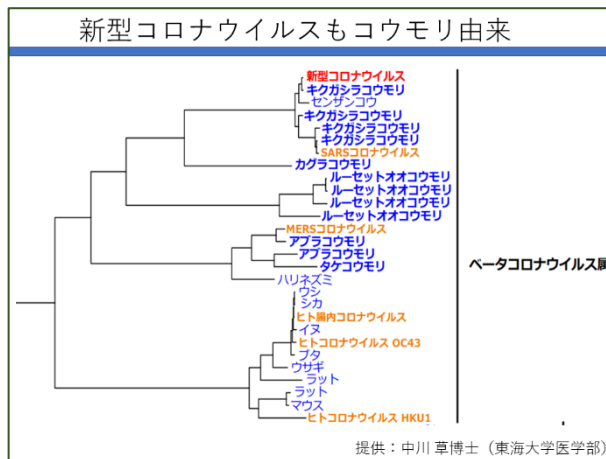 新型コロナウイルスもコウモリ由来
新型コロナウイルス
キクガシラコウモリ
センザンコウ
キクガシラコウモリ
キクガシラコウモリ
キクガシラコウモリ
SARSコロナウイルス
カグラコウモリ
ルーセットオオコウモリ
ルーセットオオコウモリ
ルーセットオオコウモリ
ルーセットオオコウモリ
MERSコロナウイルス
アブラコウモリ
アブラコウモリ
タケコウモリ
ハリネズミ
ウシ
シカ
ヒト腸内コロナウイルス
イヌ
ヒトコロナウイルス OC43
ブタ
ウサギ
ラット
ラット
マウス
ヒトコロナウイルス HKU1
ベータコロナウイルス属
提供：中川 草博士（東海大学医学部）